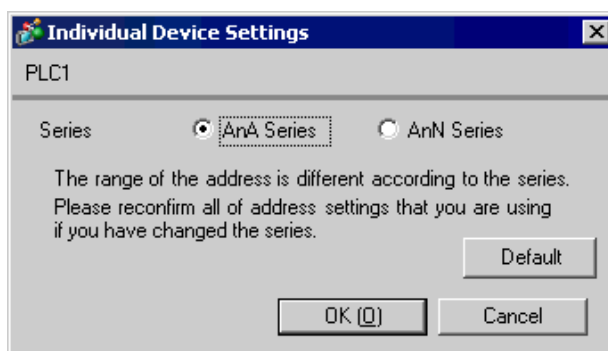 Individual Device Settings
PLC1
Series AnA Series AnN Series
The range of the address is different according to the series.
Please reconfirm all of address settings that you are using
if you have changed the series.
Default
OK (O) Cancel